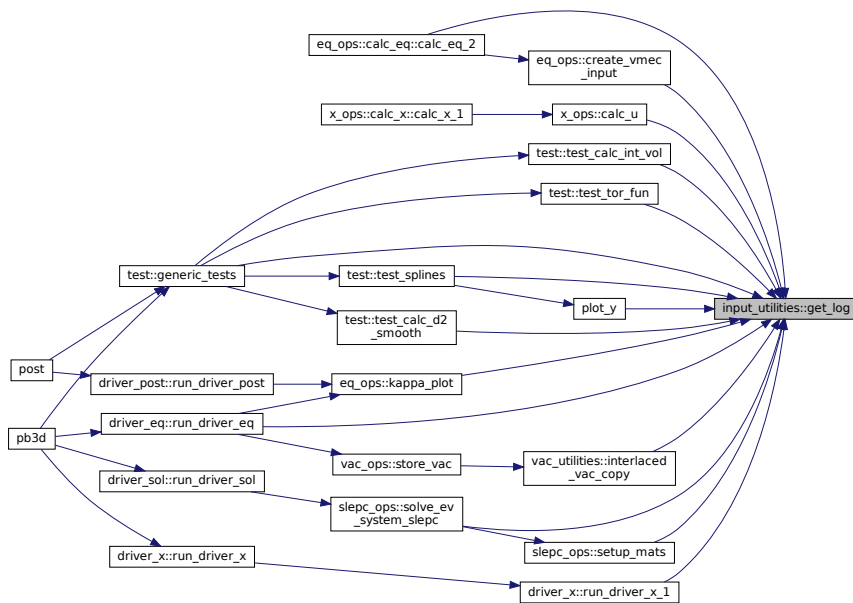 eq_ops::calc_eq::calc_eq_2
eq_ops::create_vmec
_input
x_ops::calc_x::calc_x_1
x_ops::calc_u
test::test_calc_int_vol
test::test_tor_fun
test::generic_tests
test::test_splines
plot_y
input_utilities::get_log
test::test_calc_d2
_smooth
post
driver_post::run_driver_post
eq_ops::kappa_plot
driver_eq::run_driver_eq
pb3d
vac_ops::store_vac
vac_utilities::interlaced
_vac_copy
driver_sol::run_driver_sol
slepc_ops::solve_ev
_system_slepc
slepc_ops::setup_mats
driver_x::run_driver_x
driver_x::run_driver_x_1